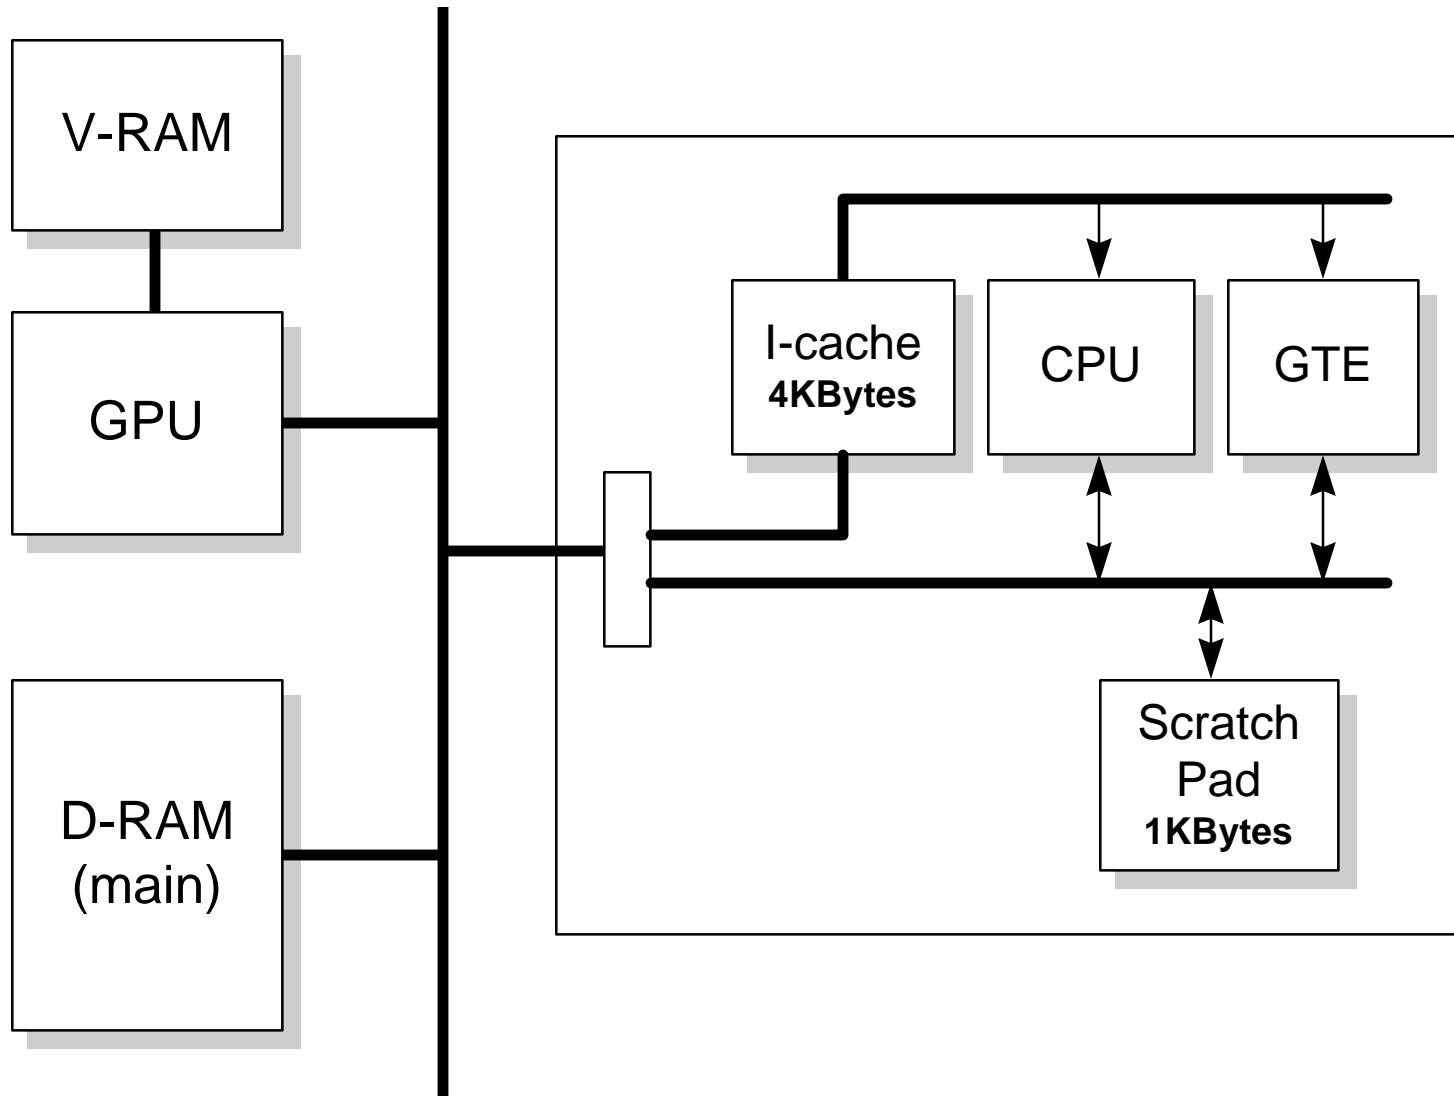 V-RAM
GPU
D-RAM
(main)
I-cache
4KBytes
CPU
GTE
Scratch
Pad
1KBytes